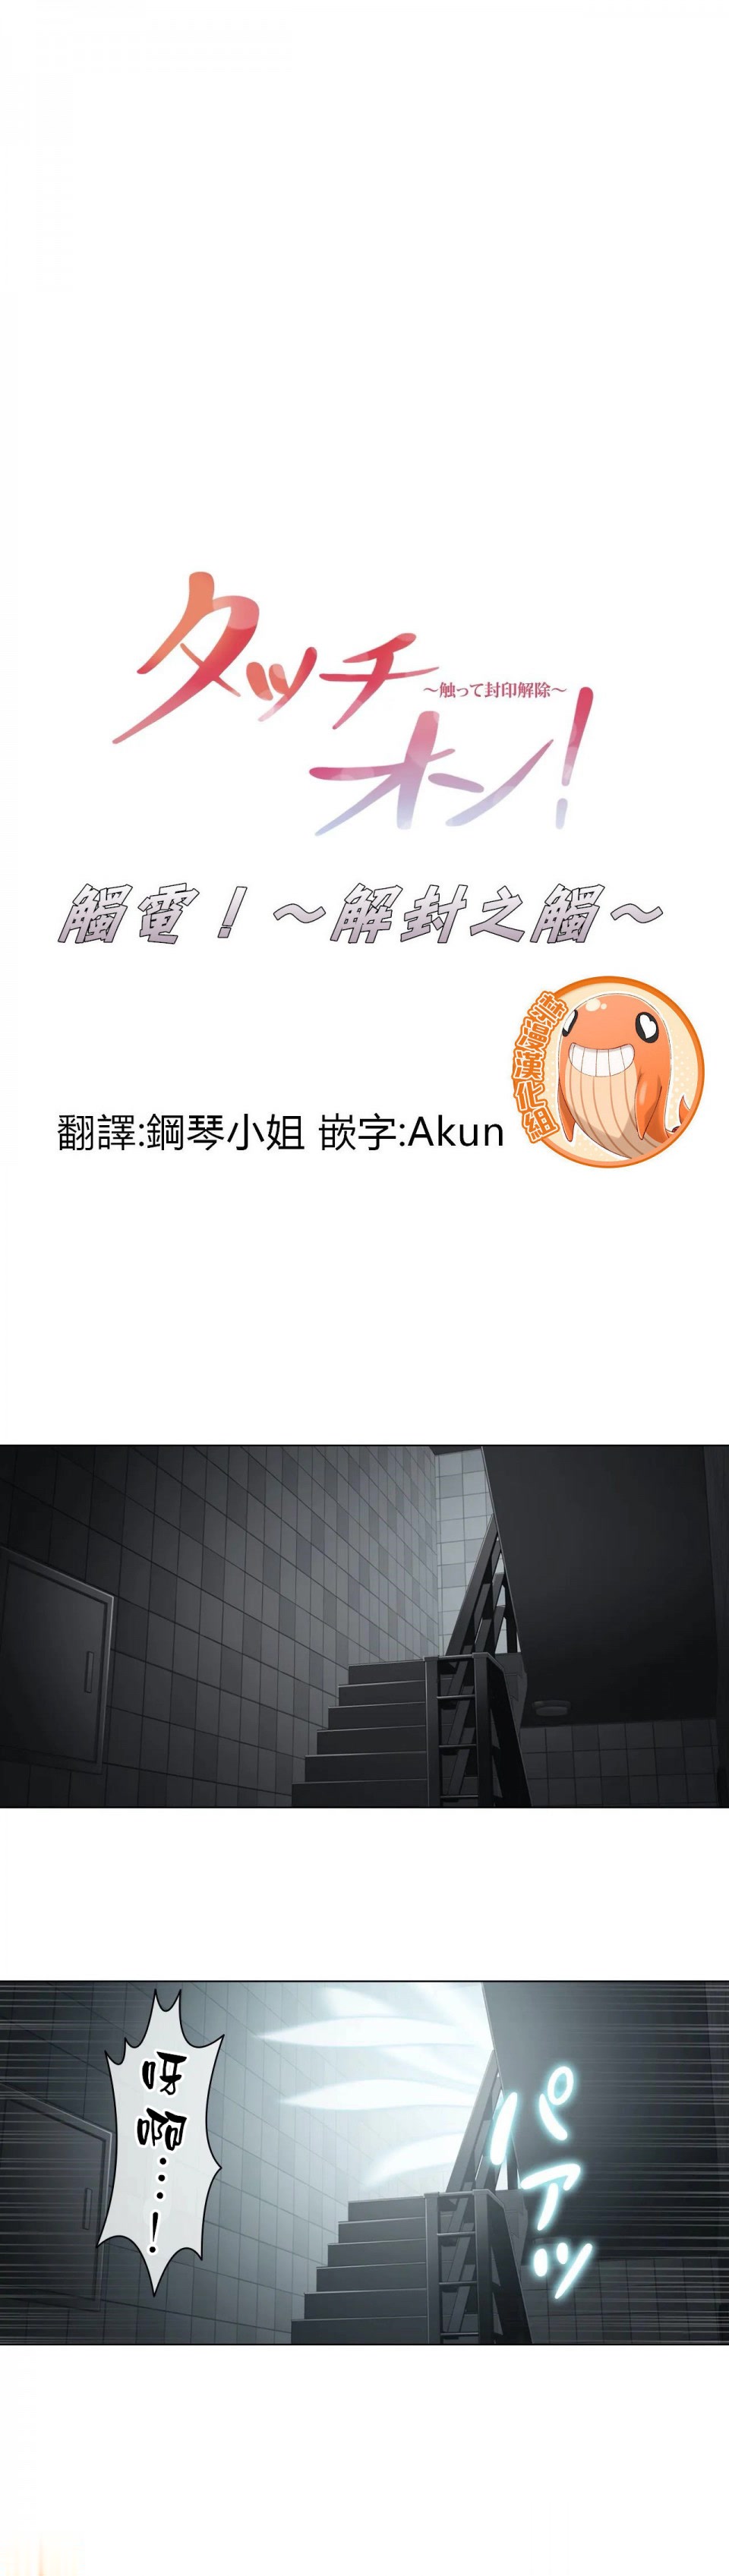 タッチ
～触って封印解除～
オン！
觸電！～解封之觸～
禁漫漢化組
翻譯:鋼琴小姐 嵌字:Akun
呀啊…！
パアッ